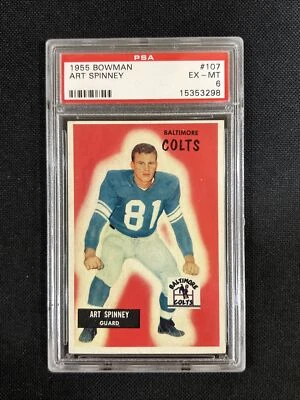 PSA
1955 BOWMAN #107
ART SPINNEY EX-MT
6
15353298
BALTIMORE
COLTS
81
BALTIMORE
COLTS
ART SPINNEY
GUARD